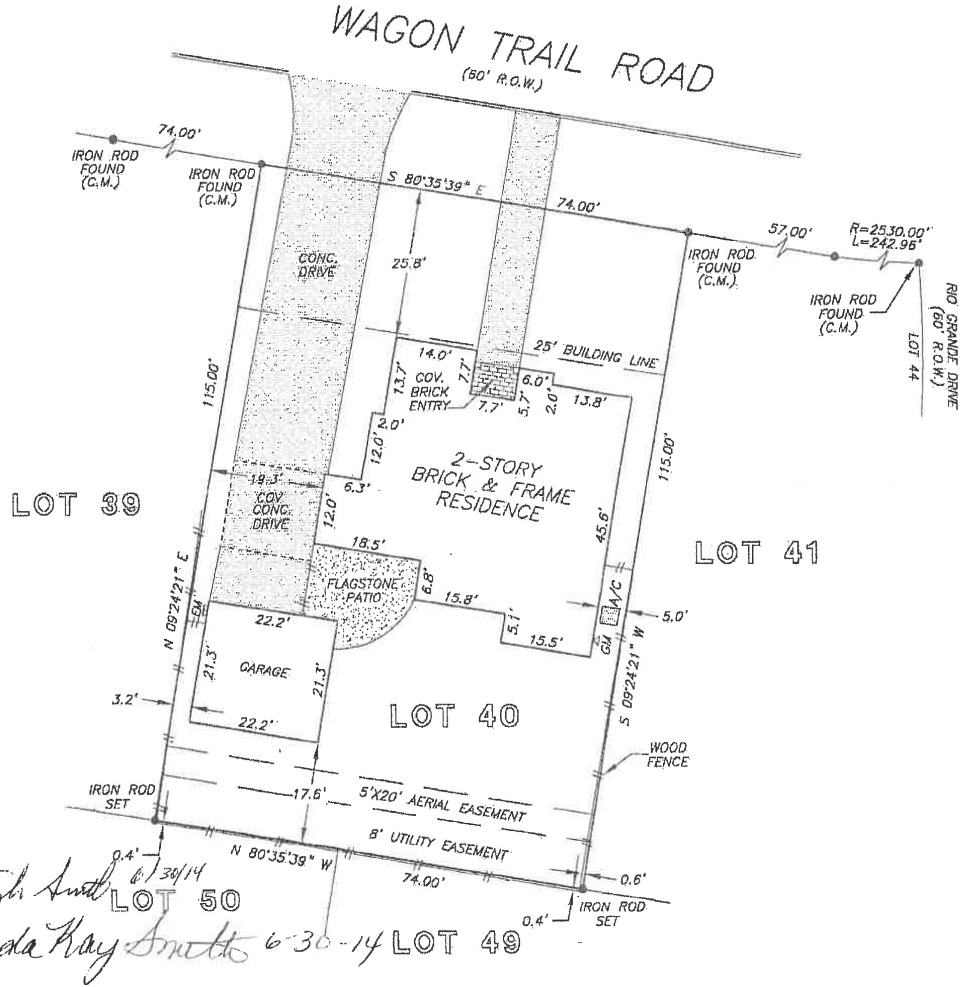 WAGON TRAIL ROAD
(60' R.O.W.)
74.00'
IRON ROD
FOUND
(C.M.)
IRON ROD
FOUND
(C.M.)
S 80°35'39" E
74.00'
57.00'
R=2530.00'
L=242.96'
IRON ROD
FOUND
(C.M.)
IRON ROD
FOUND
(C.M.)
RIO GRANDE DRIVE
(60' R.O.W.)
LOT 44
CONC.
DRIVE
25.8'
115.00'
14.0'
25' BUILDING LINE
13.7'
COV.
BRICK
ENTRY
7.7'
7.7'
5.7'
6.0'
2.0'
13.8'
2.0'
12.0'
6.3'
115.00'
2-STORY
BRICK & FRAME
RESIDENCE
LOT 39
19.3'
COV.
CONC.
DRIVE
12.0'
45.6'
LOT 41
18.5'
FLAGSTONE
PATIO
6.8'
15.8'
5.1'
15.5'
A/C
5.0'
GM
N 09°24'21" E
EM
22.2'
21.3'
GARAGE
21.3'
22.2'
3.2'
S 09°24'21" W
LOT 40
WOOD
FENCE
IRON ROD
SET
17.6'
5'X20' AERIAL EASEMENT
8' UTILITY EASEMENT
0.4'
N 80°35'39" W
74.00'
0.6'
0.4'
IRON ROD
SET
Smith 6/30/14
LOT 50
Kay Smith 6-30-14
LOT 49